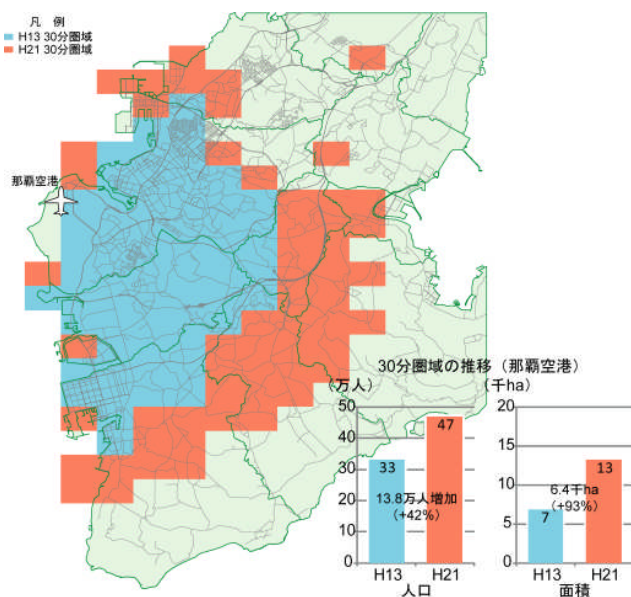 凡 例
H13 30分圏域
H21 30分圏域
那覇空港
30分圏域の推移（那覇空港）
（万人）
（千ha）
50
40
30
20
10
0
33
47
13.8万人増加
（+42%）
H13
H21
人口
20
15
10
5
0
7
13
6.4千ha
（+93%）
H13
H21
面積